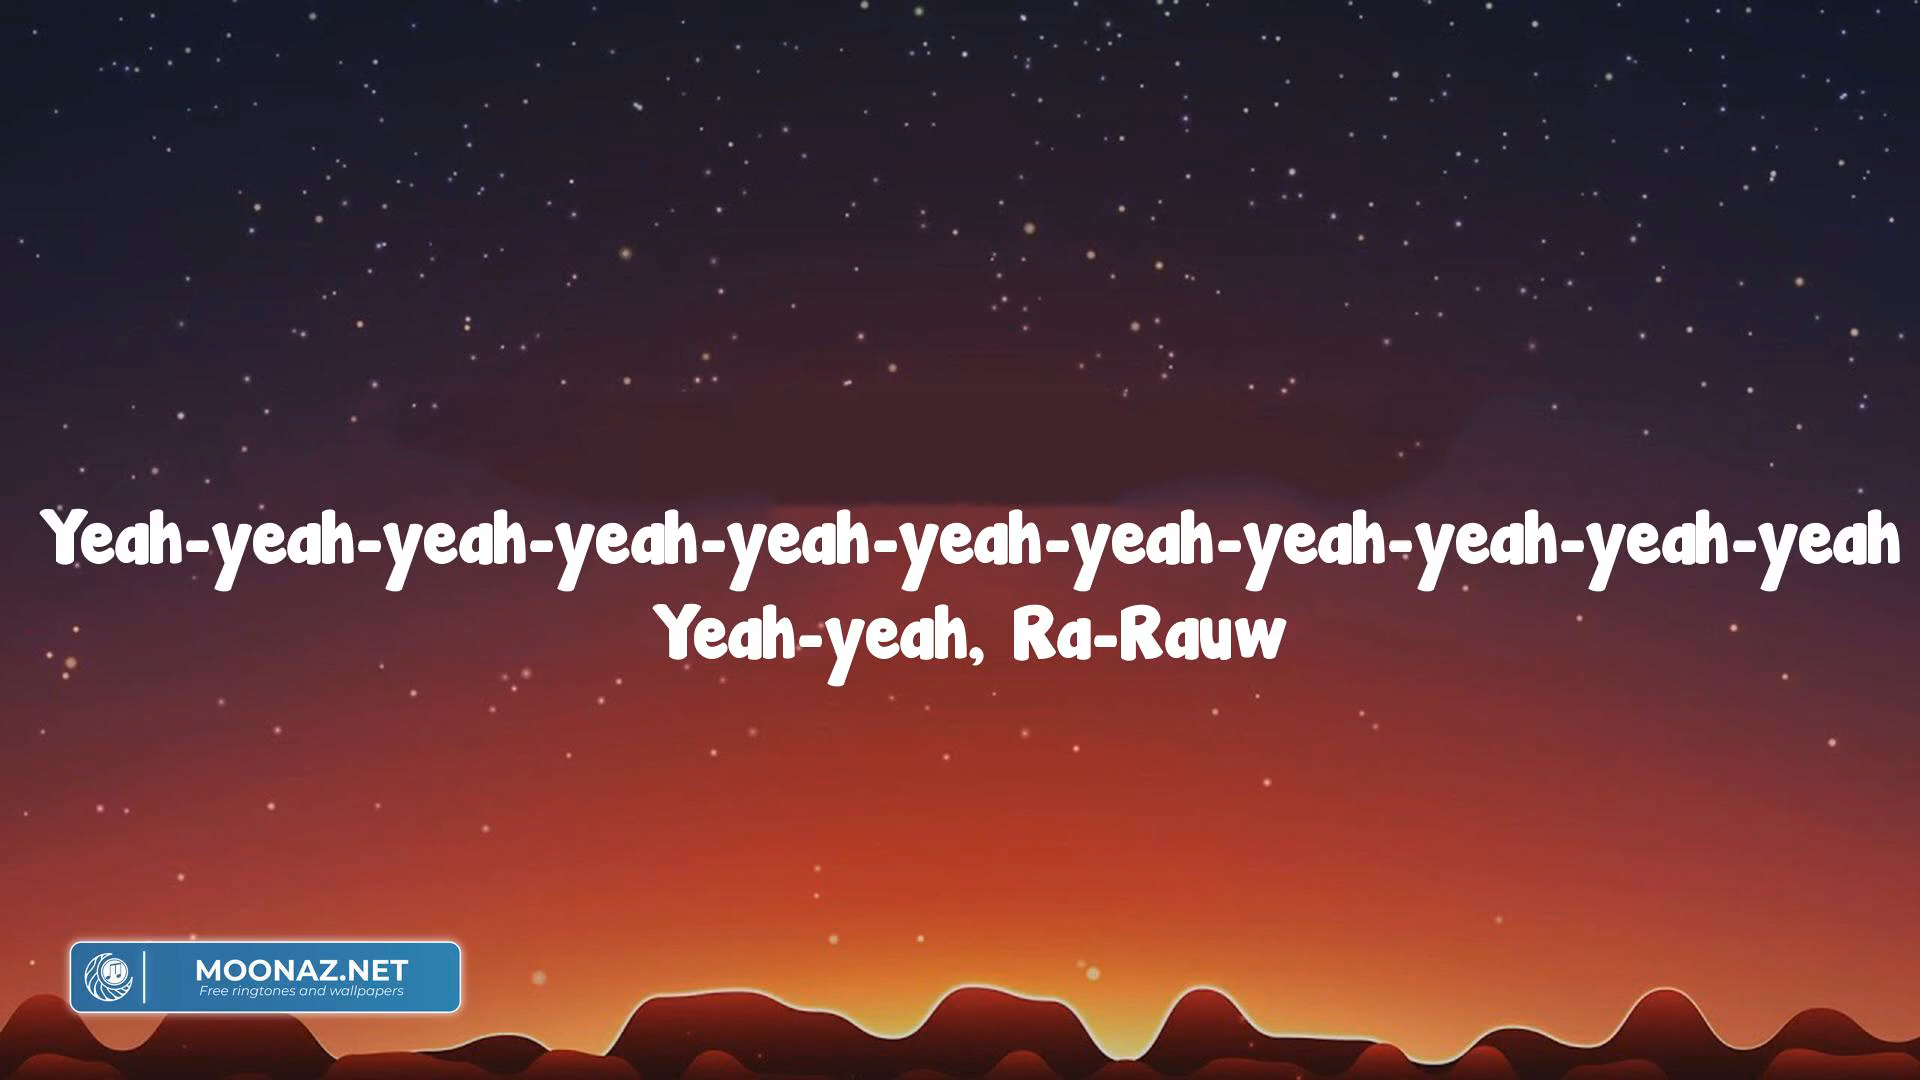 Yeah-yeah-yeah-yeah-yeah-yeah-yeah-yeah-yeah-yeah-yeah
Yeah-yeah, Ra-Rauw
MOONAZ.NET
Free ringtones and wallpapers